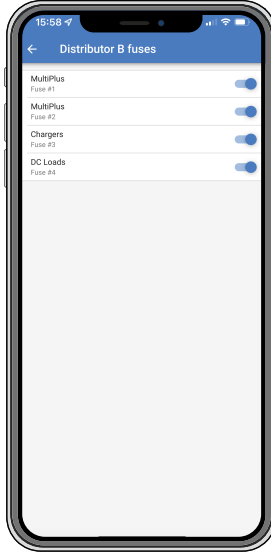 15:58
Distributor B fuses
MultiPlus
Fuse #1
MultiPlus
Fuse #2
Chargers
Fuse #3
DC Loads
Fuse #4